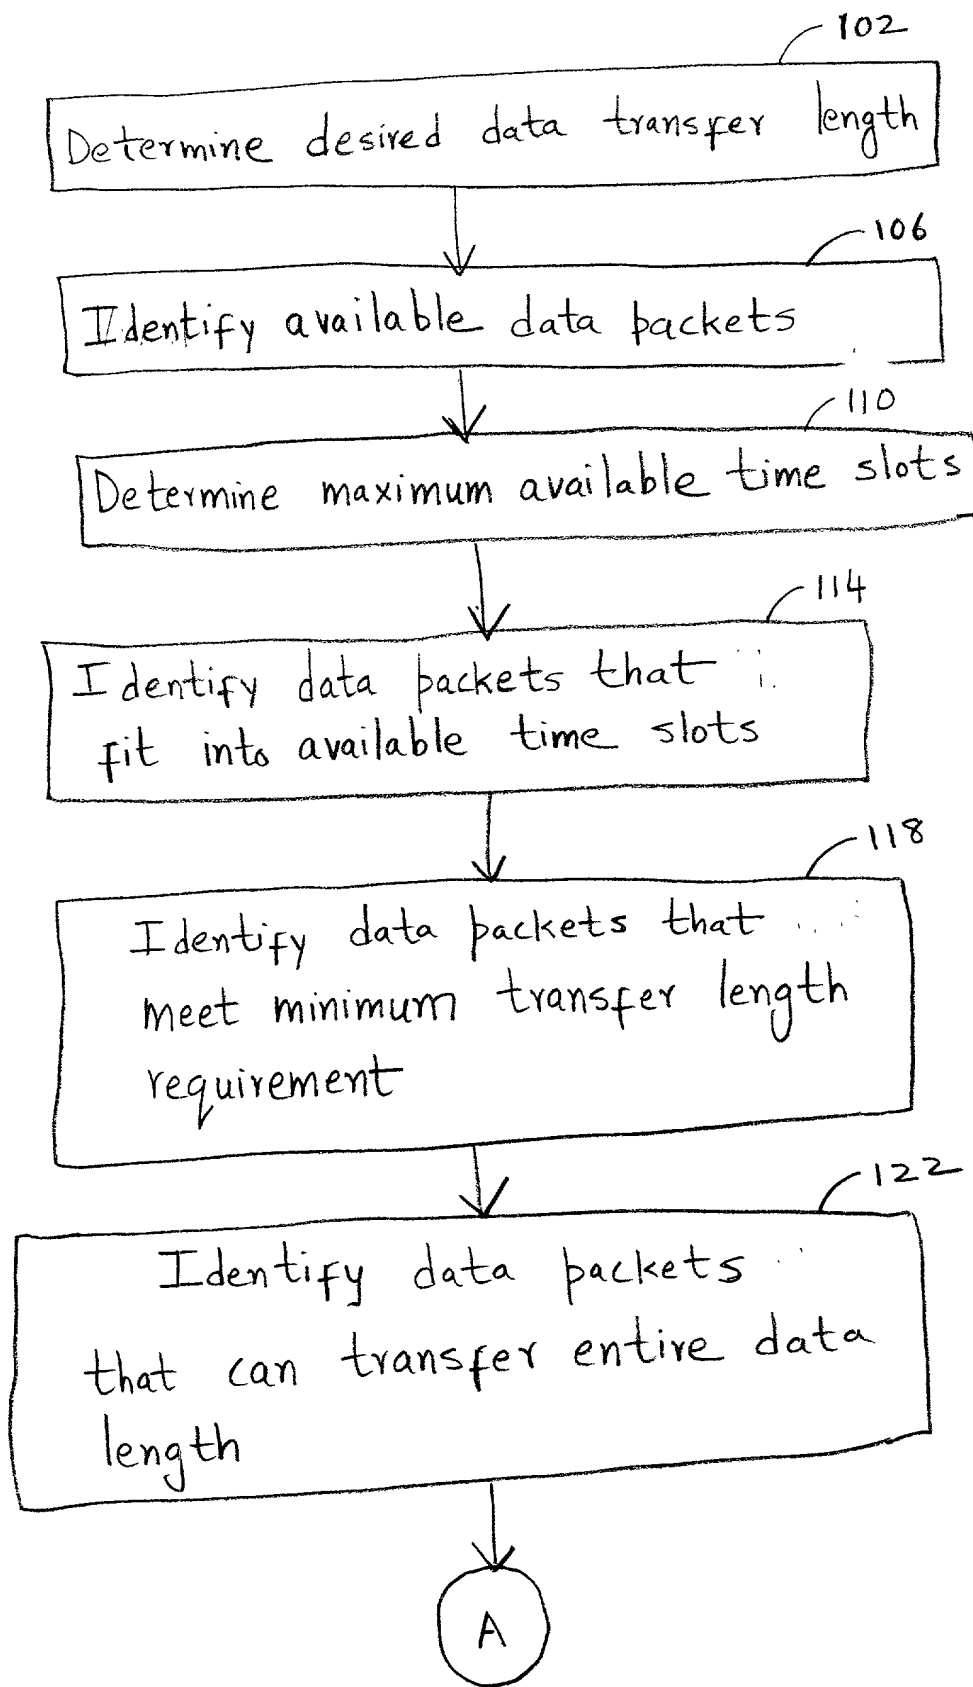 102
Determine desired data transfer length
106
Identify available data packets
110
Determine maximum available time slots
114
Identify data packets that
fit into available time slots
118
Identify data packets that
meet minimum transfer length
requirement
122
Identify data packets
that can transfer entire data
length
A